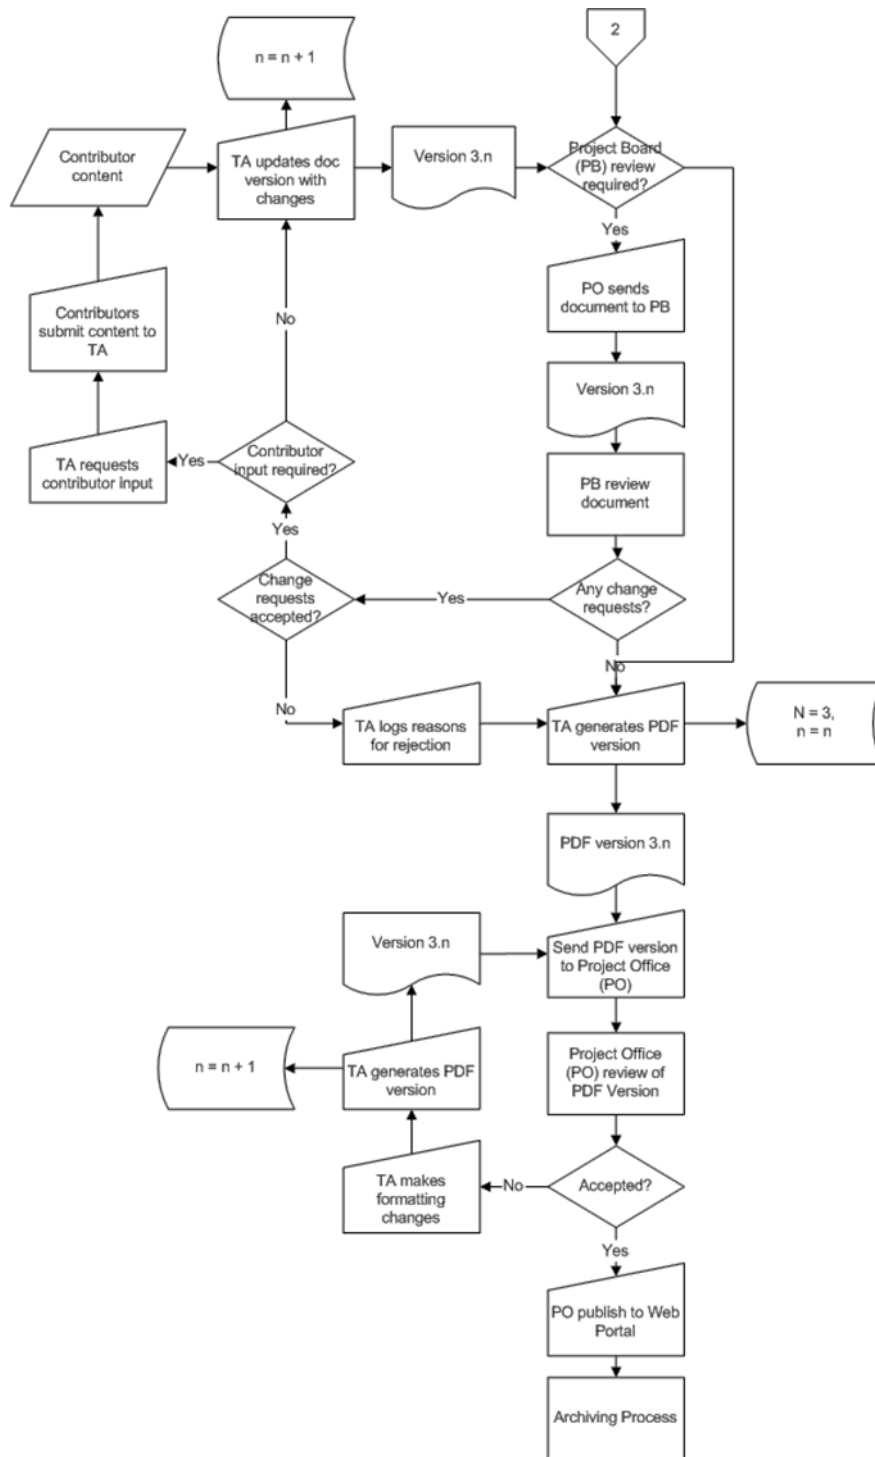 2
n = n + 1
Contributor
content
TA updates doc
version with
changes
Version 3.n
Project Board
(PB) review
required?
Yes
Contributors
submit content to
TA
No
PO sends
document to PB
Version 3.n
TA requests
contributor input
Yes
Contributor
input required?
PB review
document
Yes
Change
requests
accepted?
Yes
Any change
requests?
No
No
TA logs reasons
for rejection
TA generates PDF
version
N = 3,
n = n
PDF version 3.n
Version 3.n
Send PDF version
to Project Office
(PO)
n = n + 1
TA generates PDF
version
Project Office
(PO) review of
PDF Version
TA makes
formatting
changes
No
Accepted?
Yes
PO publish to Web
Portal
Archiving Process